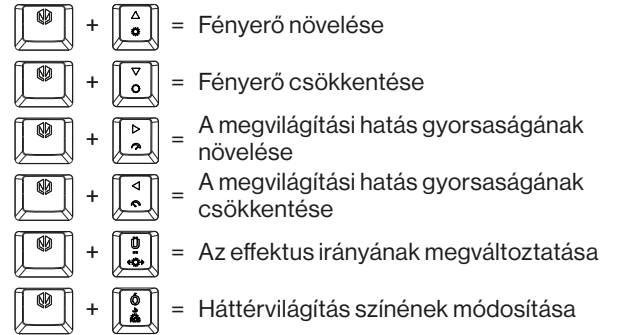 + = Fényerő növelése
+ = Fényerő csökkentése
+ = A megvilágítási hatás gyorsaságának
növelése
+ = A megvilágítási hatás gyorsaságának
csökkentése
+ Ű = Az effektus irányának megváltoztatása
+ Ó = Háttérvilágítás színének módosítása